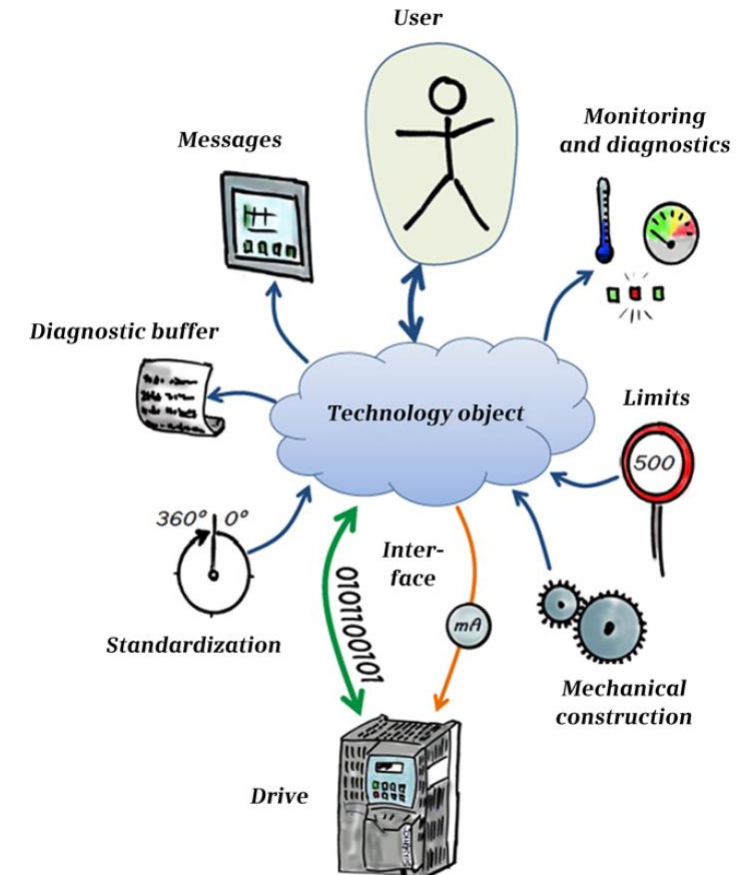 User
Monitoring
and diagnostics
Messages
Diagnostic buffer
Technology object
Limits
500
360° 0°
Inter-
face
0101100101
mA
Standardization
Mechanical
construction
Drive